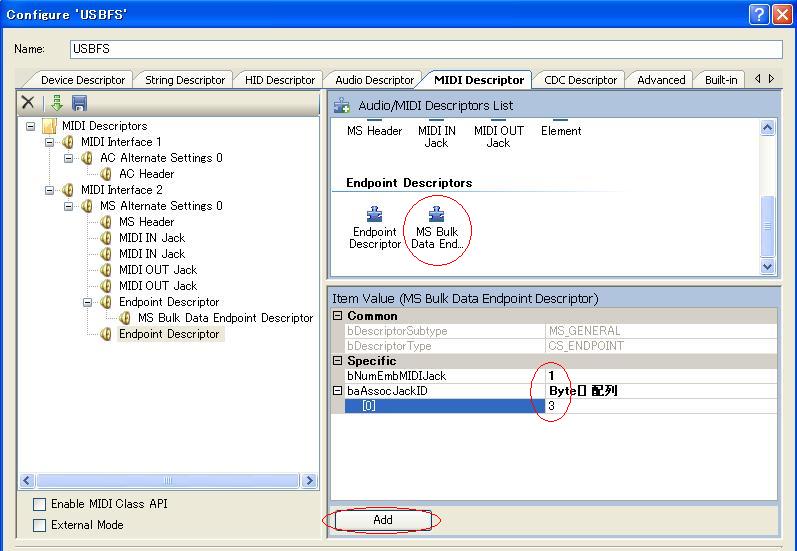 Configure 'USBFS'
Name: USBFS
Device Descriptor String Descriptor HID Descriptor Audio Descriptor MIDI Descriptor CDC Descriptor Advanced Built-in
MIDI Descriptors
MIDI Interface 1
AC Alternate Settings 0
AC Header
MIDI Interface 2
MS Alternate Settings 0
MS Header
MIDI IN Jack
MIDI IN Jack
MIDI OUT Jack
MIDI OUT Jack
Endpoint Descriptor
MS Bulk Data Endpoint Descriptor
Endpoint Descriptor
Enable MIDI Class API
External Mode
Audio/MIDI Descriptors List
MS Header MIDI IN MIDI OUT Element
Jack Jack
Endpoint Descriptors
Endpoint MS Bulk
Descriptor Data End...
Item Value (MS Bulk Data Endpoint Descriptor)
Common
bDescriptorSubtype MS_GENERAL
bDescriptorType CS_ENDPOINT
Specific
bNumEmbMIDIJack 1
baAssocJackID Byte[] 配列
[0] 3
Add